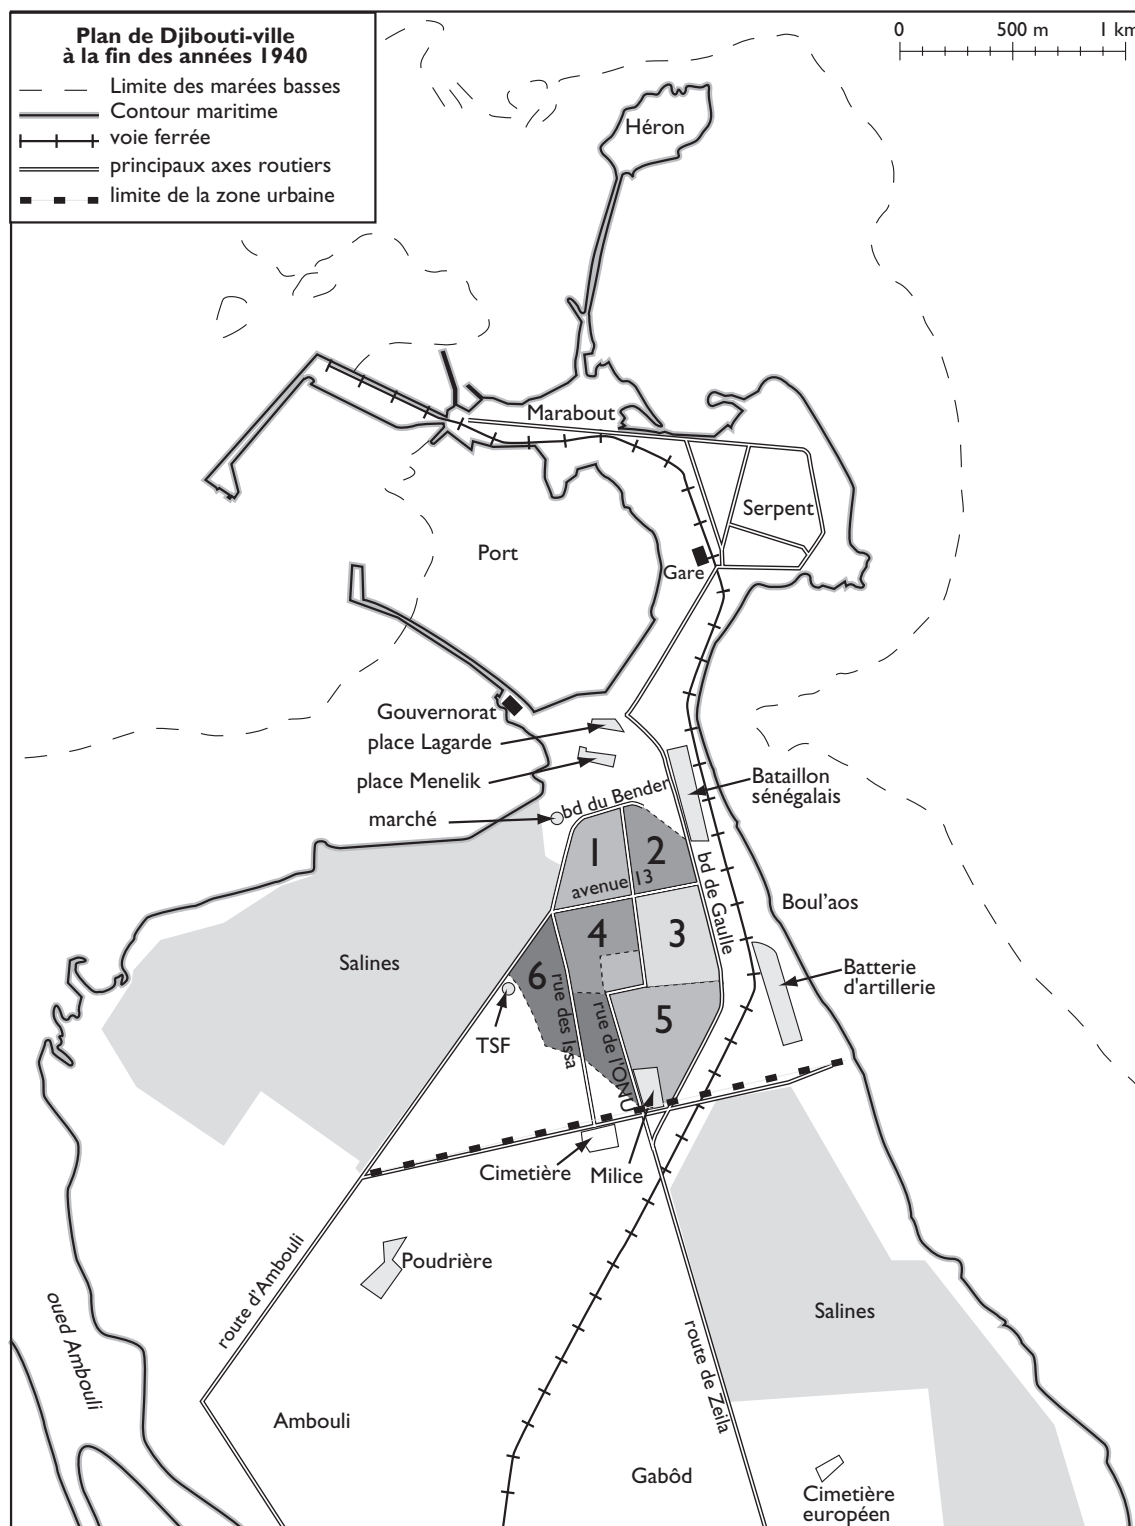 Plan de Djibouti-ville
à la fin des années 1940
Limite des marées basses
Contour maritime
voie ferrée
principaux axes routiers
limite de la zone urbaine
0 500 m 1 km
Héron
Marabout
Serpent
Port
Gare
Gouvernorat
place Lagarde
place Menelik
marché
bd du Bender
Bataillon
sénégalais
1
2
avenue 13
bd de Gaulle
Boul'aos
3
4
Salines
6
5
Batterie
d'artillerie
TSF
rue des Issa
rue de l'ONU
Cimetière
Milice
Poudrière
route d'Ambouli
oued Ambouli
Salines
route de Zeila
Ambouli
Gabôd
Cimetière
européen